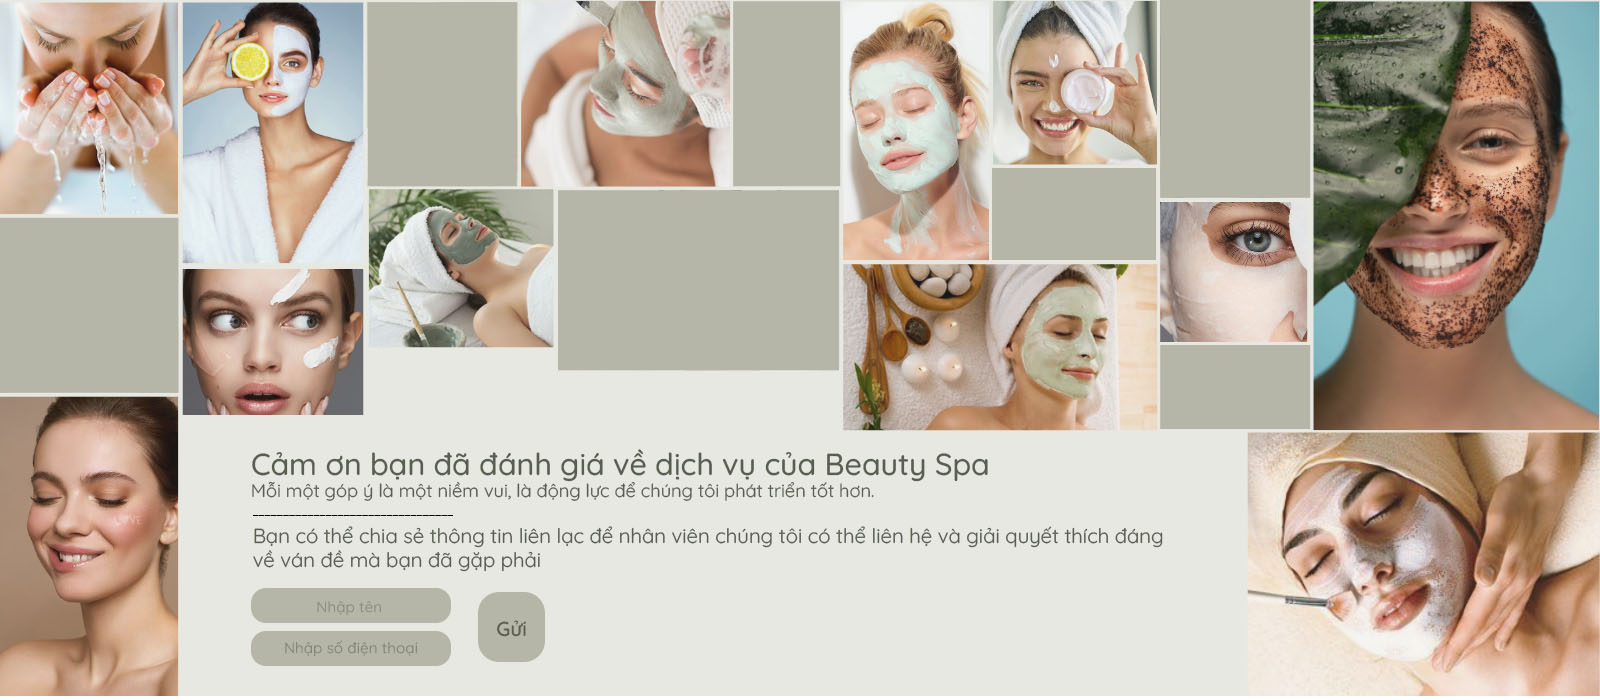 Cảm ơn bạn đã đánh giá về dịch vụ của Beauty Spa
Mỗi một góp ý là một niềm vui, là động lực để chúng tôi phát triển tốt hơn.
Bạn có thể chia sẻ thông tin liên lạc để nhân viên chúng tôi có thể liên hệ và giải quyết thích đáng
về ván đề mà bạn đã gặp phải
Nhập tên
Nhập số điện thoại
Gửi